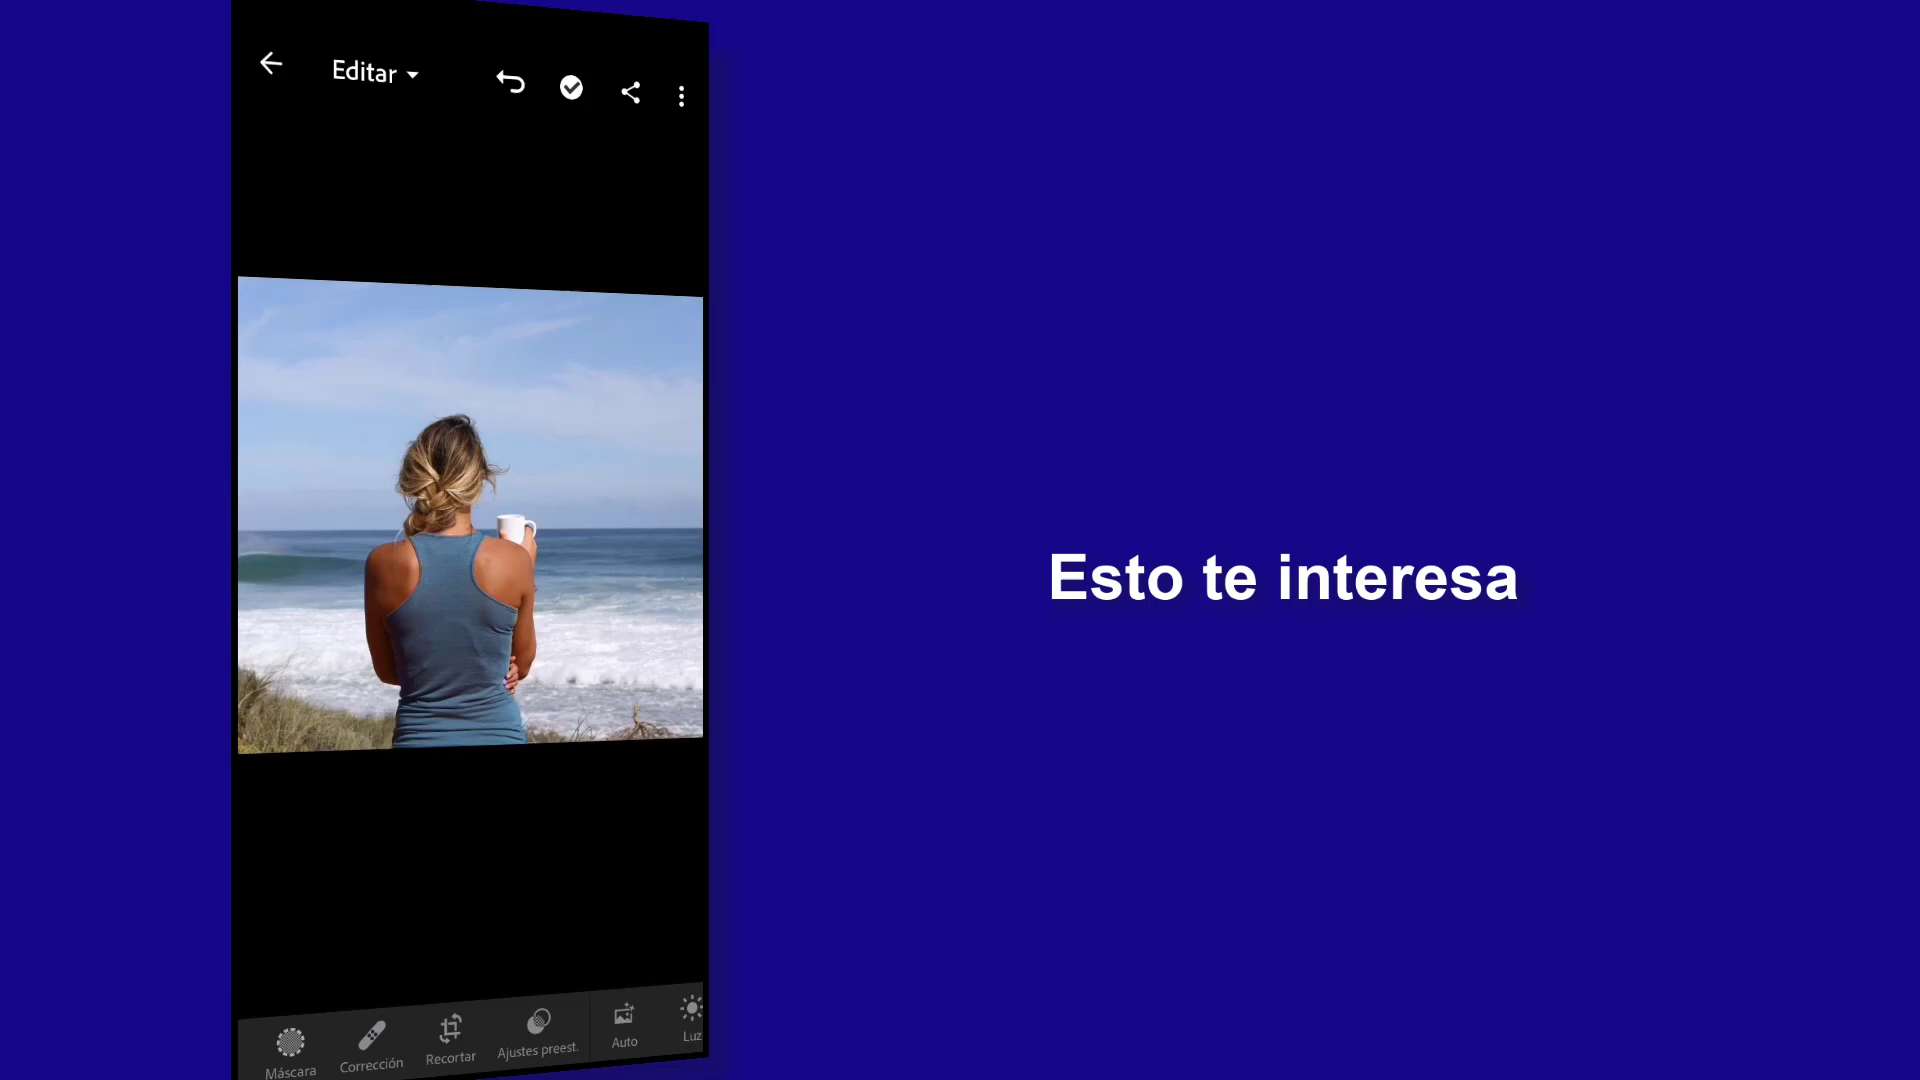 Editar
Esto te interesa
Máscara
Corrección
Recortar
Ajustes preest.
Auto
Luz